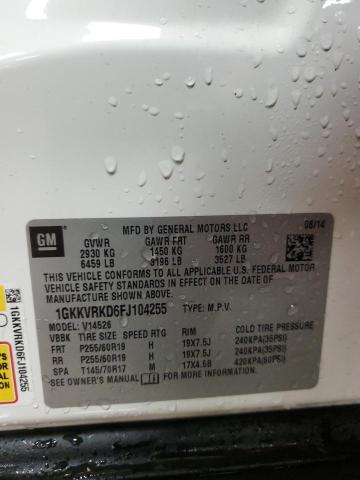 GM
MFD BY GENERAL MOTORS LLC 06/14
GVWR GAWR FRT GAWR RR
2930 KG 1450 KG 1600 KG
6459 LB 3196 LB 3527 LB
THIS VEHICLE CONFORMS TO ALL APPLICABLE U.S. FEDERAL MOTOR
VEHICLE SAFETY STANDARDS IN EFFECT ON THE DATE OF
MANUFACTURE SHOWN ABOVE.
1GKKVRKD6FJ104255 TYPE: M.P.V.
MODEL: V14526
VBBK TIRE SIZE SPEED RTG RIM COLD TIRE PRESSURE
FRT P255/60R19 H 19X7.5J 240KPA(35PSI)
RR P255/60R19 H 19X7.5J 240KPA(35PSI)
SPA T145/70R17 M 17X4.5B 420KPA(60PSI)
SEE OWNER'S MANUAL FOR MORE INFORMATION.
1GKKVRKD6FJ104255